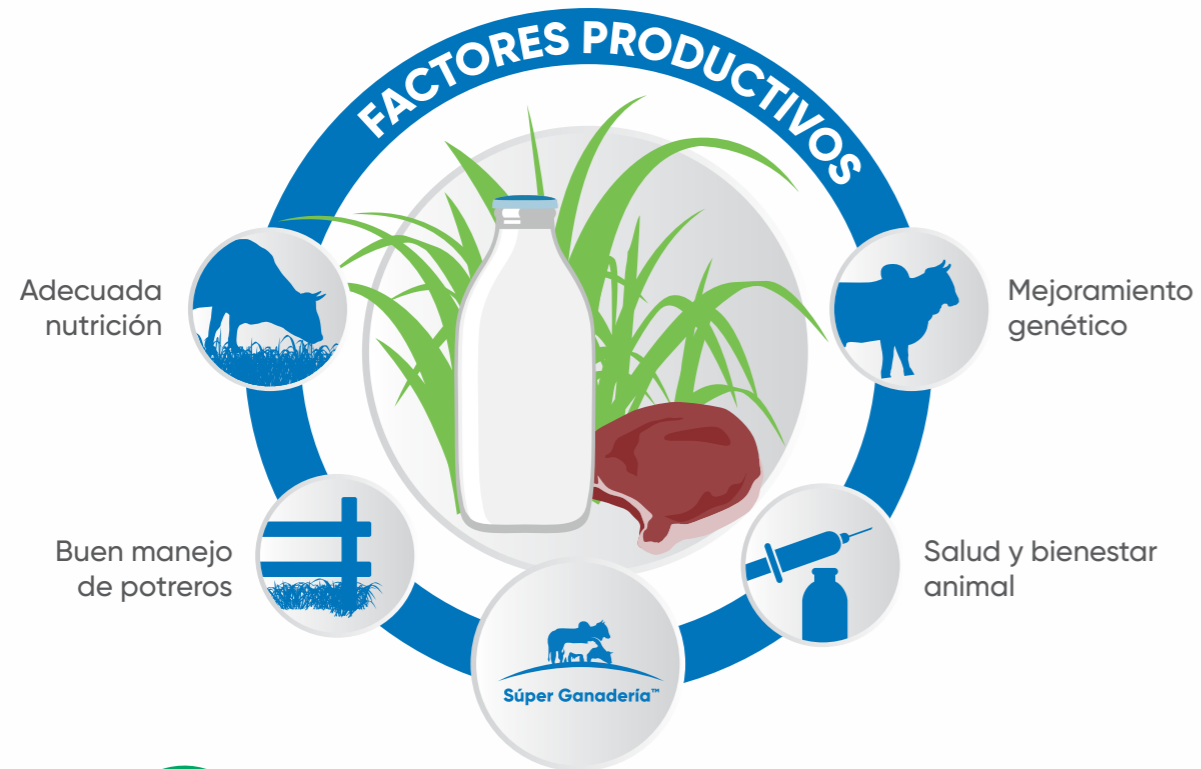 FACTORES PRODUCTIVOS
Adecuada
nutrición
Mejoramiento
genético
Buen manejo
de potreros
Salud y bienestar
animal
Súper Ganadería™